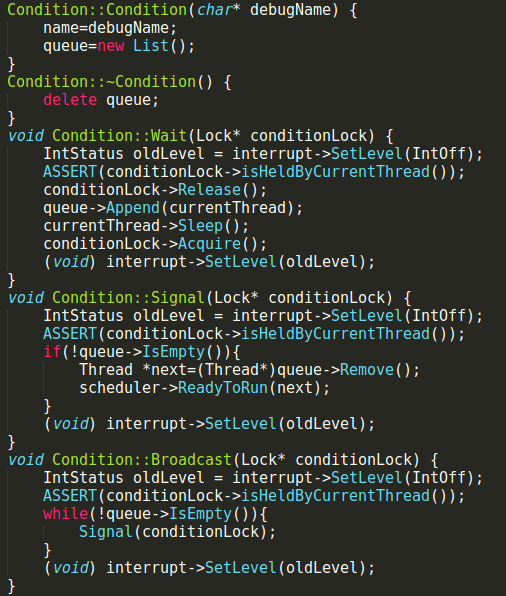 Condition::Condition(char* debugName) {
    name=debugName;
    queue=new List();
}
Condition::~Condition() {
    delete queue;
}
void Condition::Wait(Lock* conditionLock) {
    IntStatus oldLevel = interrupt->SetLevel(IntOff);
    ASSERT(conditionLock->isHeldByCurrentThread());
    conditionLock->Release();
    queue->Append(currentThread);
    currentThread->Sleep();
    conditionLock->Acquire();
    (void) interrupt->SetLevel(oldLevel);
}
void Condition::Signal(Lock* conditionLock) {
    IntStatus oldLevel = interrupt->SetLevel(IntOff);
    ASSERT(conditionLock->isHeldByCurrentThread());
    if(!queue->IsEmpty()){
        Thread *next=(Thread*)queue->Remove();
        scheduler->ReadyToRun(next);
    }
    (void) interrupt->SetLevel(oldLevel);
}
void Condition::Broadcast(Lock* conditionLock) {
    IntStatus oldLevel = interrupt->SetLevel(IntOff);
    ASSERT(conditionLock->isHeldByCurrentThread());
    while(!queue->IsEmpty()){
        Signal(conditionLock);
    }
    (void) interrupt->SetLevel(oldLevel);
}